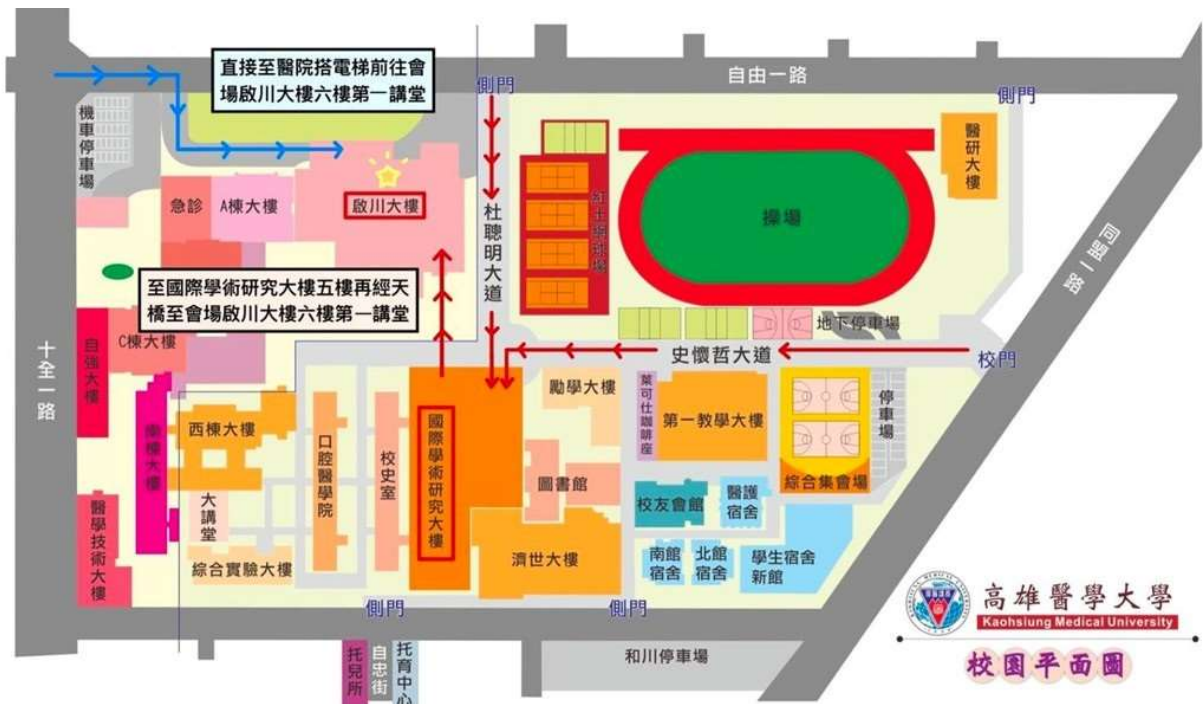 直接至醫院搭電梯前往會
場啟川大樓六樓第一講堂
側門
自由一路
側門
機車停車場
醫研大樓
急診
A棟大樓
啟川大樓
杜聰明大道
紅土網球場
操場
同盟二路
至國際學術研究大樓五樓再經天
橋至會場啟川大樓六樓第一講堂
地下停車場
十全一路
自強大樓
C棟大樓
史懷哲大道
校門
南棟大樓
西棟大樓
口腔醫學院
校史室
國際學術研究大樓
勵學大樓
萊可仕咖啡座
第一教學大樓
停車場
圖書館
綜合集會場
醫學技術大樓
大講堂
校友會館
醫護
宿舍
綜合實驗大樓
濟世大樓
南館
宿舍
北館
宿舍
學生宿舍
新館
側門
側門
高雄醫學大學
Kaohsiung Medical University
校園平面圖
托兒所
自忠街
托育中心
和川停車場